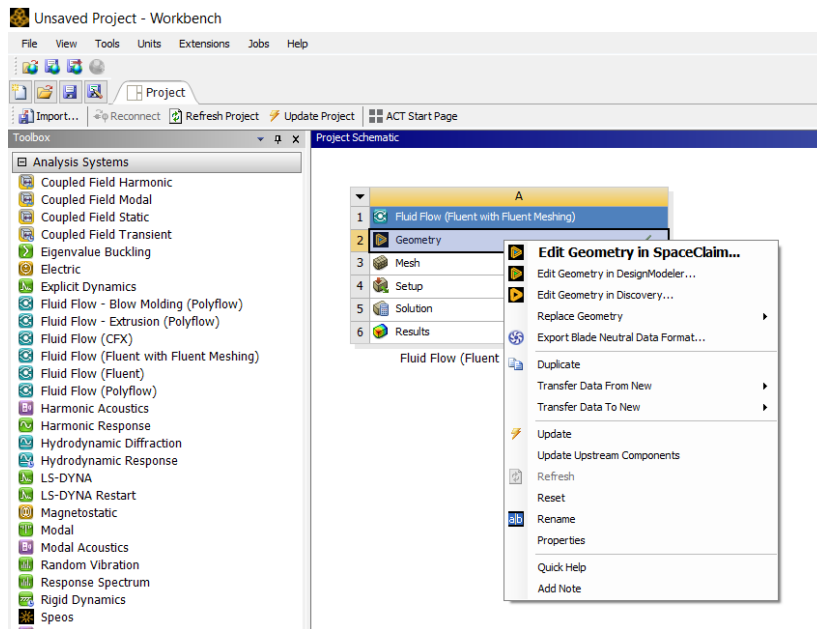 Unsaved Project - Workbench
File View Tools Units Extensions Jobs Help
Project
Import... Reconnect Refresh Project Update Project ACT Start Page
Toolbox
Project Schematic
Analysis Systems
Coupled Field Harmonic
Coupled Field Modal
Coupled Field Static
Coupled Field Transient
Eigenvalue Buckling
Electric
Explicit Dynamics
Fluid Flow - Blow Molding (Polyflow)
Fluid Flow - Extrusion (Polyflow)
Fluid Flow (CFX)
Fluid Flow (Fluent with Fluent Meshing)
Fluid Flow (Fluent)
Fluid Flow (Polyflow)
Harmonic Acoustics
Harmonic Response
Hydrodynamic Diffraction
Hydrodynamic Response
LS-DYNA
LS-DYNA Restart
Magnetostatic
Modal
Modal Acoustics
Random Vibration
Response Spectrum
Rigid Dynamics
Speos
A
1 Fluid Flow (Fluent with Fluent Meshing)
2 Geometry
3 Mesh
4 Setup
5 Solution
6 Results
Fluid Flow (Fluent
Edit Geometry in SpaceClaim...
Edit Geometry in DesignModeler...
Edit Geometry in Discovery...
Replace Geometry
Export Blade Neutral Data Format...
Duplicate
Transfer Data From New
Transfer Data To New
Update
Update Upstream Components
Refresh
Reset
a|b Rename
Properties
Quick Help
Add Note